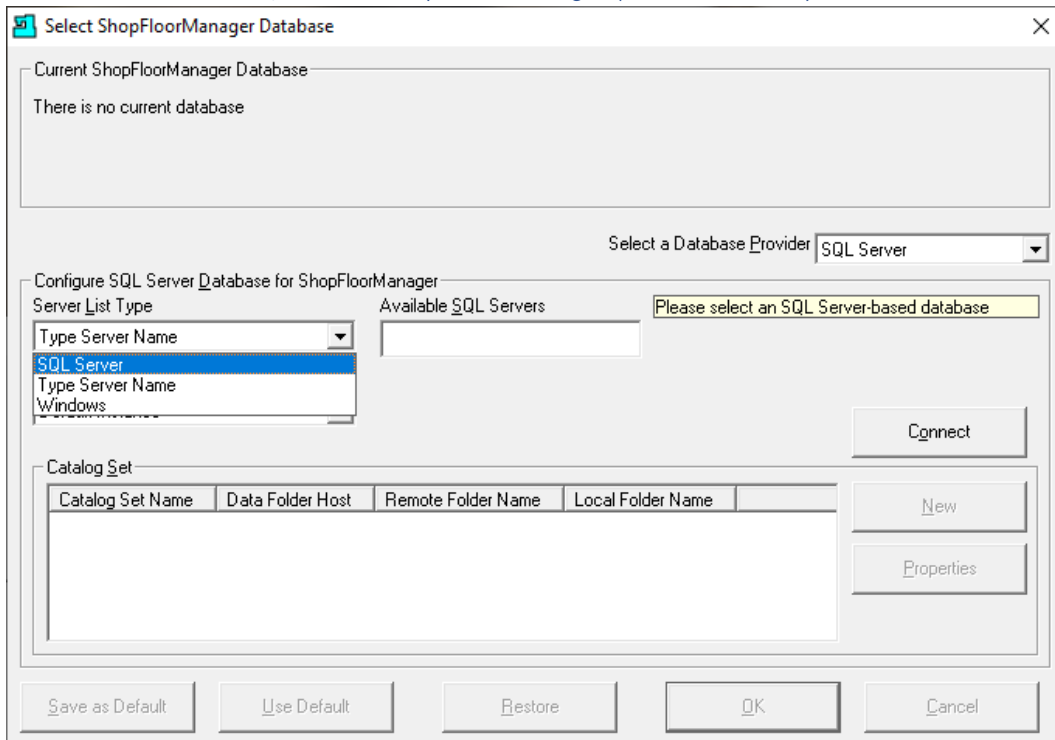 Select ShopFloorManager Database
Current ShopFloorManager Database
There is no current database
Select a Database Provider SQL Server
Configure SQL Server Database for ShopFloorManager
Server List Type Available SQL Servers Please select an SQL Server-based database
Type Server Name
SQL Server
Type Server Name
Windows
Connect
Catalog Set
Catalog Set Name Data Folder Host Remote Folder Name Local Folder Name
New
Properties
Save as Default Use Default Restore OK Cancel